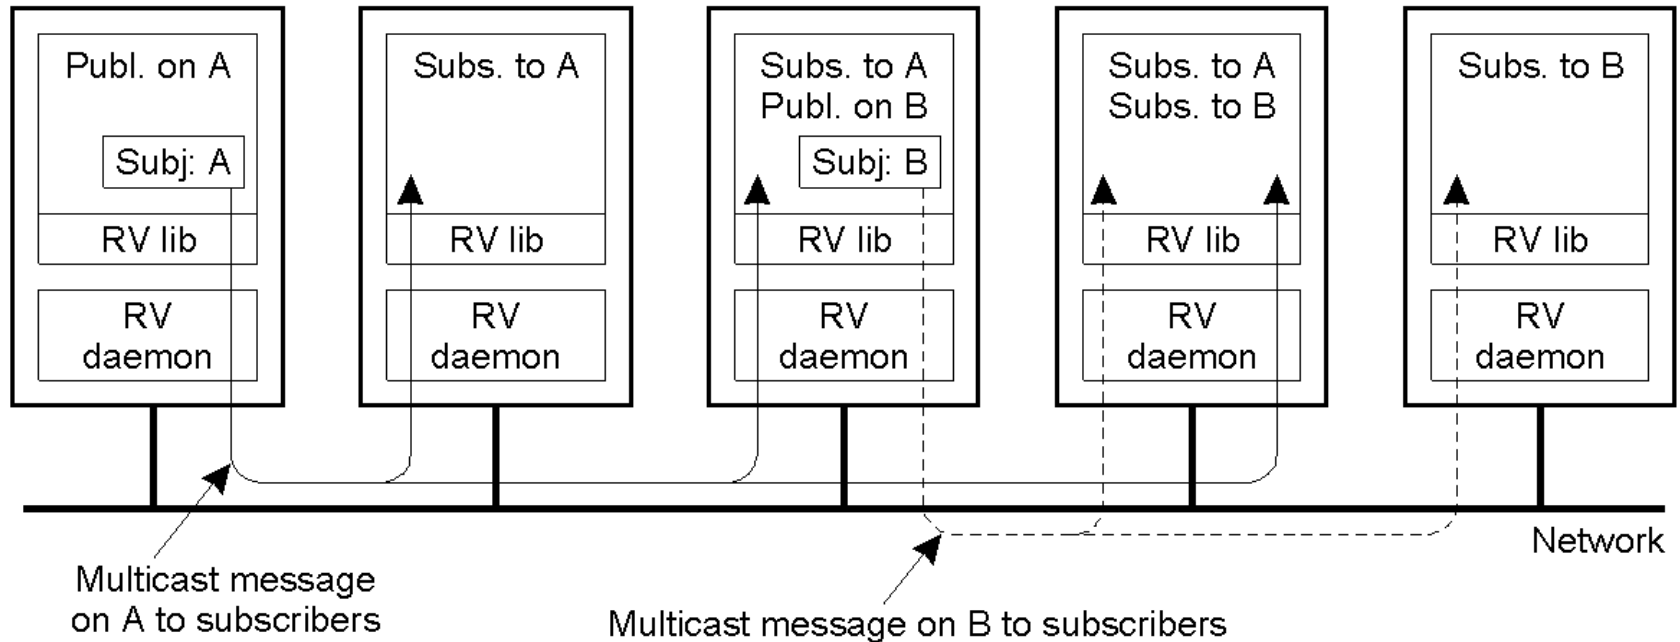 Publ. on A
Subj: A
RV lib
RV
daemon
Subs. to A
RV lib
RV
daemon
Subs. to A
Publ. on B
Subj: B
RV lib
RV
daemon
Subs. to A
Subs. to B
RV lib
RV
daemon
Subs. to B
RV lib
RV
daemon
Network
Multicast message
on A to subscribers
Multicast message on B to subscribers